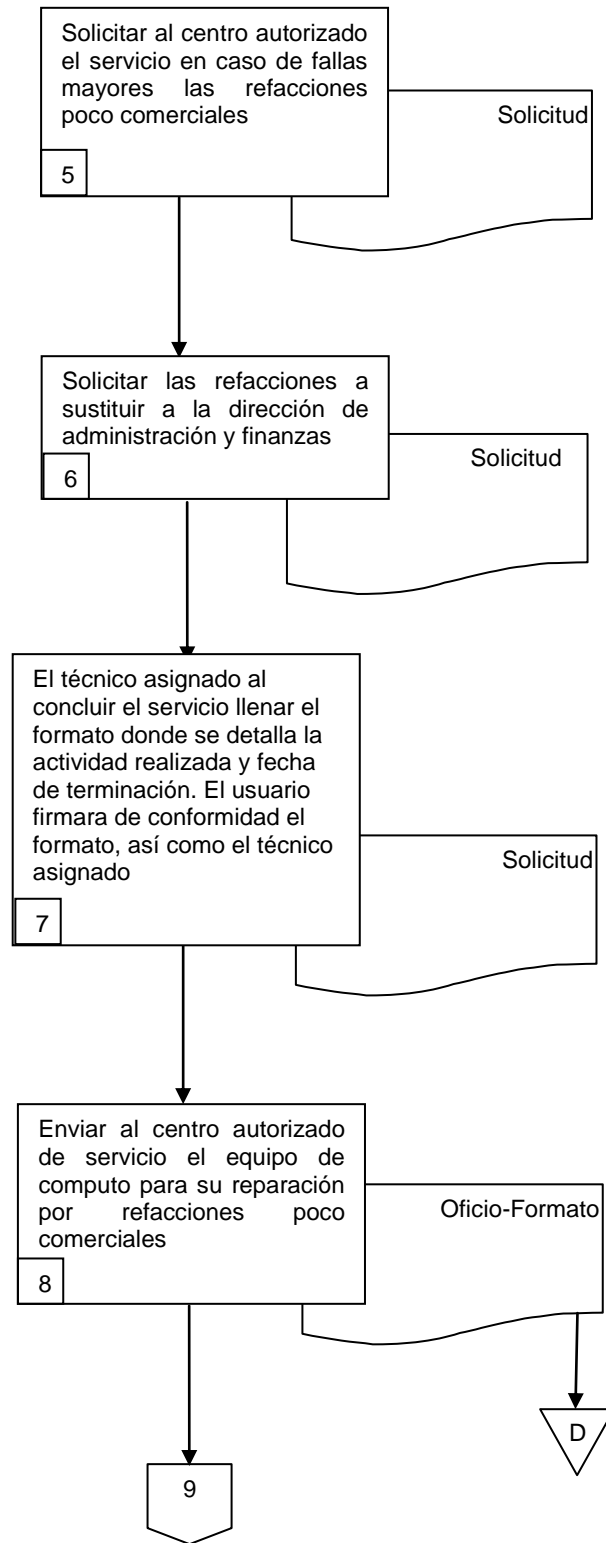 Solicitar al centro autorizado
el servicio en caso de fallas
mayores las refacciones
poco comerciales
Solicitud
5
Solicitar las refacciones a
sustituir a la dirección de
administración y finanzas
Solicitud
6
El técnico asignado al
concluir el servicio llenar el
formato donde se detalla la
actividad realizada y fecha
de terminación. El usuario
firmara de conformidad el
formato, así como el técnico
asignado
Solicitud
7
Enviar al centro autorizado
de servicio el equipo de
computo para su reparación
por refacciones poco
comerciales
Oficio-Formato
8
D
9